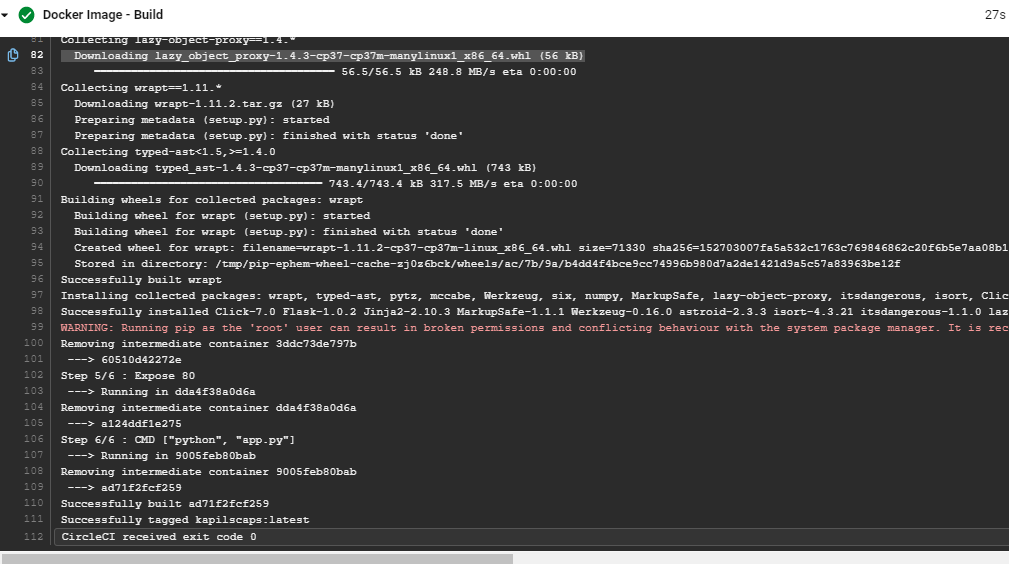 Docker Image - Build
27s
81 Collecting lazy-object-proxy==1.4.*
82 Downloading lazy_object_proxy-1.4.3-cp37-cp37m-manylinux1_x86_64.whl (56 kB)
83 ━━━━━━━━━━━━━━━━━━━━━━━━━━━━━━━━━━━━ 56.5/56.5 kB 248.8 MB/s eta 0:00:00
84 Collecting wrapt==1.11.*
85 Downloading wrapt-1.11.2.tar.gz (27 kB)
86 Preparing metadata (setup.py): started
87 Preparing metadata (setup.py): finished with status 'done'
88 Collecting typed-ast<1.5,>=1.4.0
89 Downloading typed_ast-1.4.3-cp37-cp37m-manylinux1_x86_64.whl (743 kB)
90 ━━━━━━━━━━━━━━━━━━━━━━━━━━━━━━━━━━ 743.4/743.4 kB 317.5 MB/s eta 0:00:00
91 Building wheels for collected packages: wrapt
92 Building wheel for wrapt (setup.py): started
93 Building wheel for wrapt (setup.py): finished with status 'done'
94 Created wheel for wrapt: filename=wrapt-1.11.2-cp37-cp37m-linux_x86_64.whl size=71330 sha256=152703007fa5a532c1763c769846862c20f6b5e7aa08b1
95 Stored in directory: /tmp/pip-ephem-wheel-cache-zj0z6bck/wheels/ac/7b/9a/b4dd4f4bce9cc74996b980d7a2de1421d9a5c57a83963be12f
96 Successfully built wrapt
97 Installing collected packages: wrapt, typed-ast, pytz, mccabe, Werkzeug, six, numpy, MarkupSafe, lazy-object-proxy, itsdangerous, isort, Clic
98 Successfully installed Click-7.0 Flask-1.0.2 Jinja2-2.10.3 MarkupSafe-1.1.1 Werkzeug-0.16.0 astroid-2.3.3 isort-4.3.21 itsdangerous-1.1.0 laz
99 WARNING: Running pip as the 'root' user can result in broken permissions and conflicting behaviour with the system package manager. It is rec
100 Removing intermediate container 3ddc73de797b
101 ---> 60510d42272e
102 Step 5/6 : Expose 80
103 ---> Running in dda4f38a0d6a
104 Removing intermediate container dda4f38a0d6a
105 ---> a124ddf1e275
106 Step 6/6 : CMD ["python", "app.py"]
107 ---> Running in 9005feb80bab
108 Removing intermediate container 9005feb80bab
109 ---> ad71f2fcf259
110 Successfully built ad71f2fcf259
111 Successfully tagged kapilscaps:latest
112 CircleCI received exit code 0